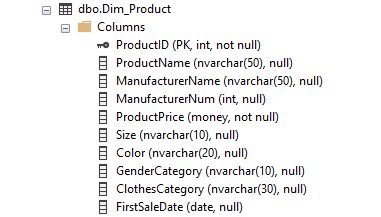 dbo.Dim_Product
Columns
ProductID (PK, int, not null)
ProductName (nvarchar(50), null)
ManufacturerName (nvarchar(50), null)
ManufacturerNum (int, null)
ProductPrice (money, not null)
Size (nvarchar(10), null)
Color (nvarchar(20), null)
GenderCategory (nvarchar(10), null)
ClothesCategory (nvarchar(30), null)
FirstSaleDate (date, null)